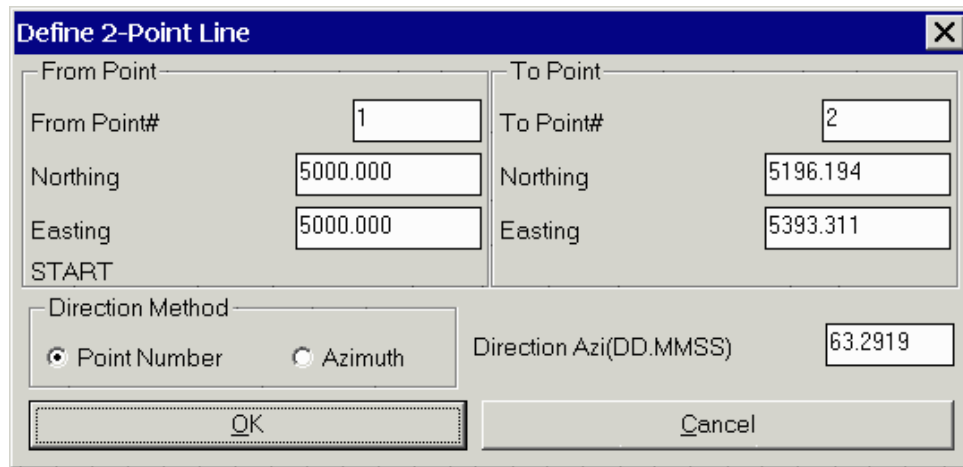 Define 2-Point Line
From Point
From Point# 1
Northing 5000.000
Easting 5000.000
START
To Point
To Point# 2
Northing 5196.194
Easting 5393.311
Direction Method
Point Number Azimuth
Direction Azi(DD.MMSS) 63.2919
OK Cancel